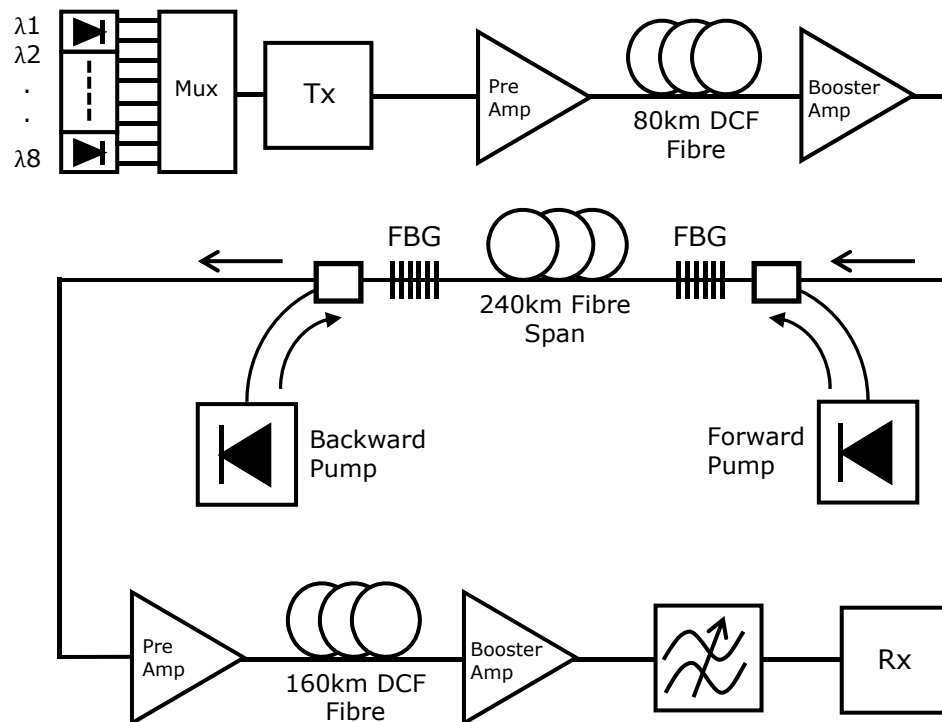 λ1
λ2
.
.
λ8
Mux
Tx
Pre
Amp
80km DCF
Fibre
Booster
Amp
FBG
240km Fibre
Span
FBG
Backward
Pump
Forward
Pump
Pre
Amp
160km DCF
Fibre
Booster
Amp
Rx